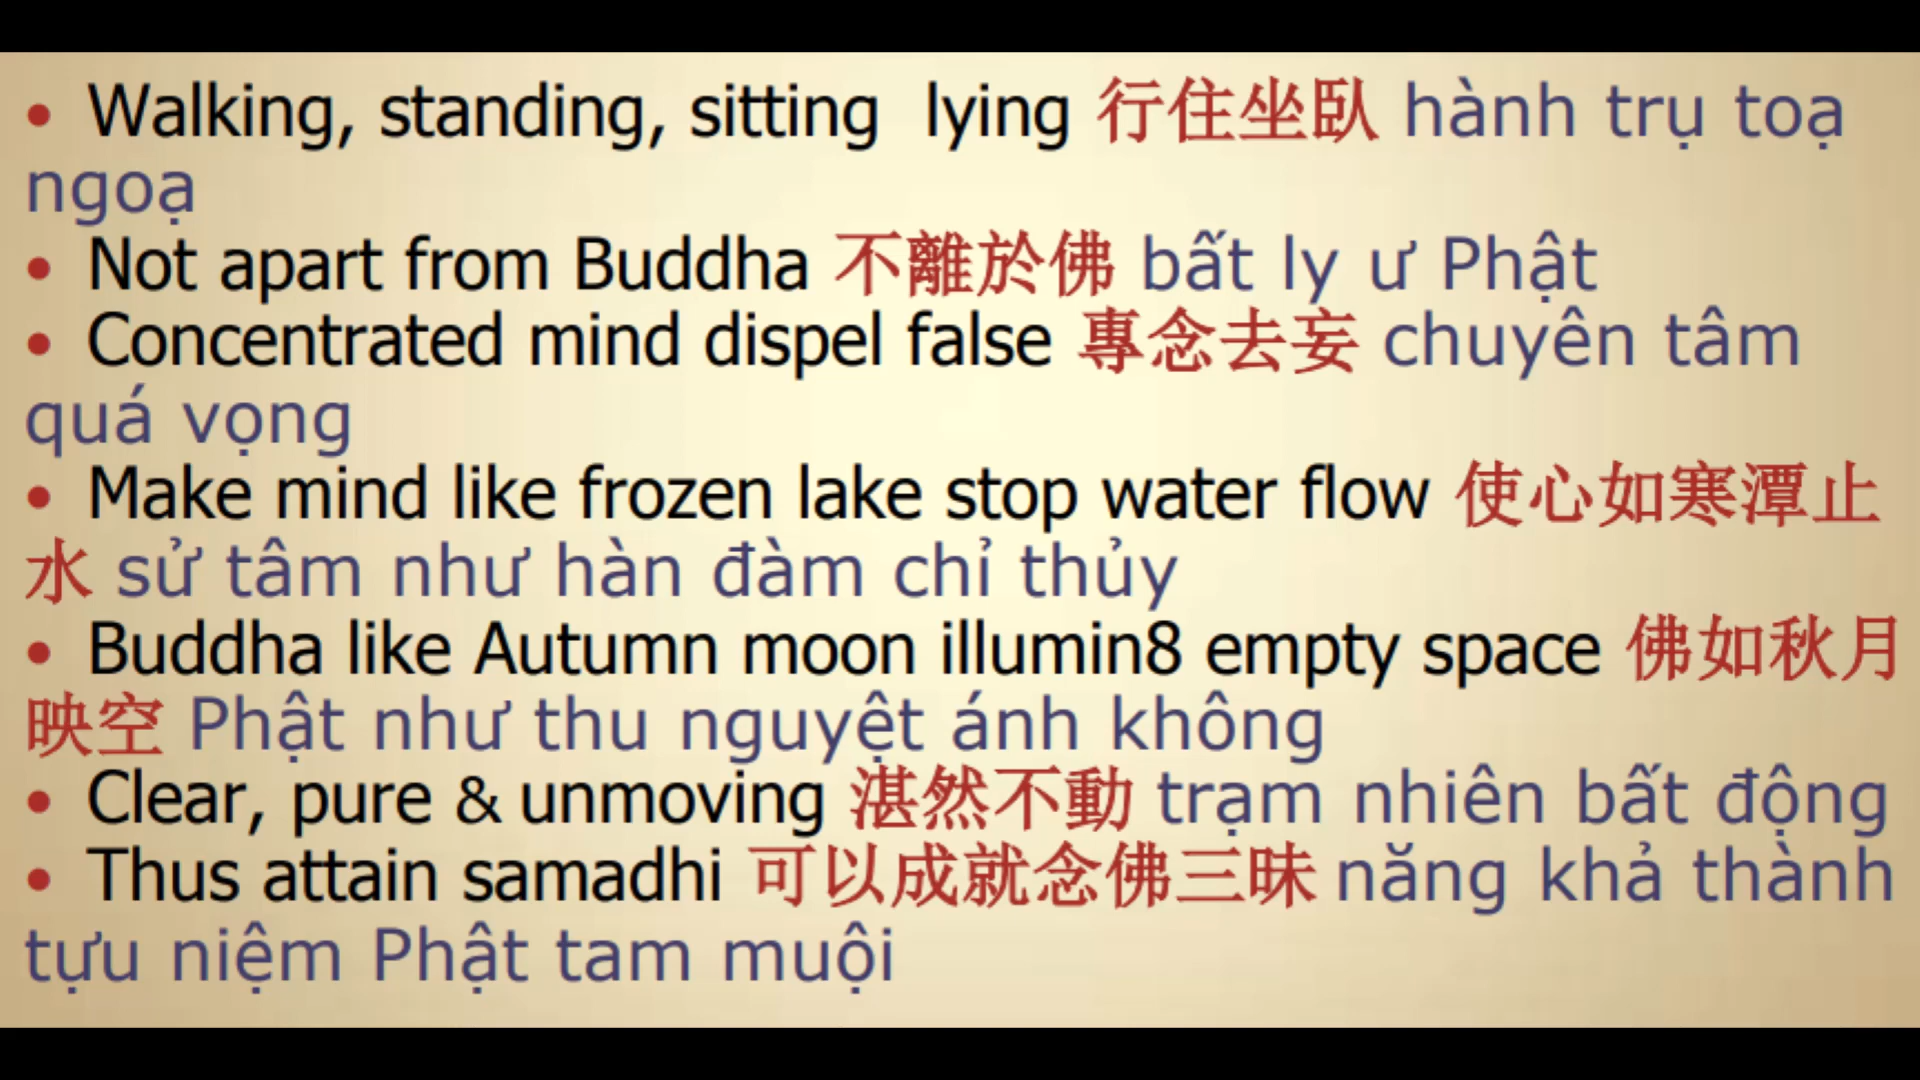 • Walking, standing, sitting  lying 行住坐臥 hành trụ toạ
ngoạ
• Not apart from Buddha 不離於佛 bất ly ư Phật
• Concentrated mind dispel false 專念去妄 chuyên tâm
quá vọng
• Make mind like frozen lake stop water flow 使心如寒潭止
水 sử tâm như hàn đàm chỉ thủy
• Buddha like Autumn moon illumin8 empty space 佛如秋月
映空 Phật như thu nguyệt ánh không
• Clear, pure & unmoving 湛然不動 trạm nhiên bất động
• Thus attain samadhi 可以成就念佛三昧 năng khả thành
tựu niệm Phật tam muội